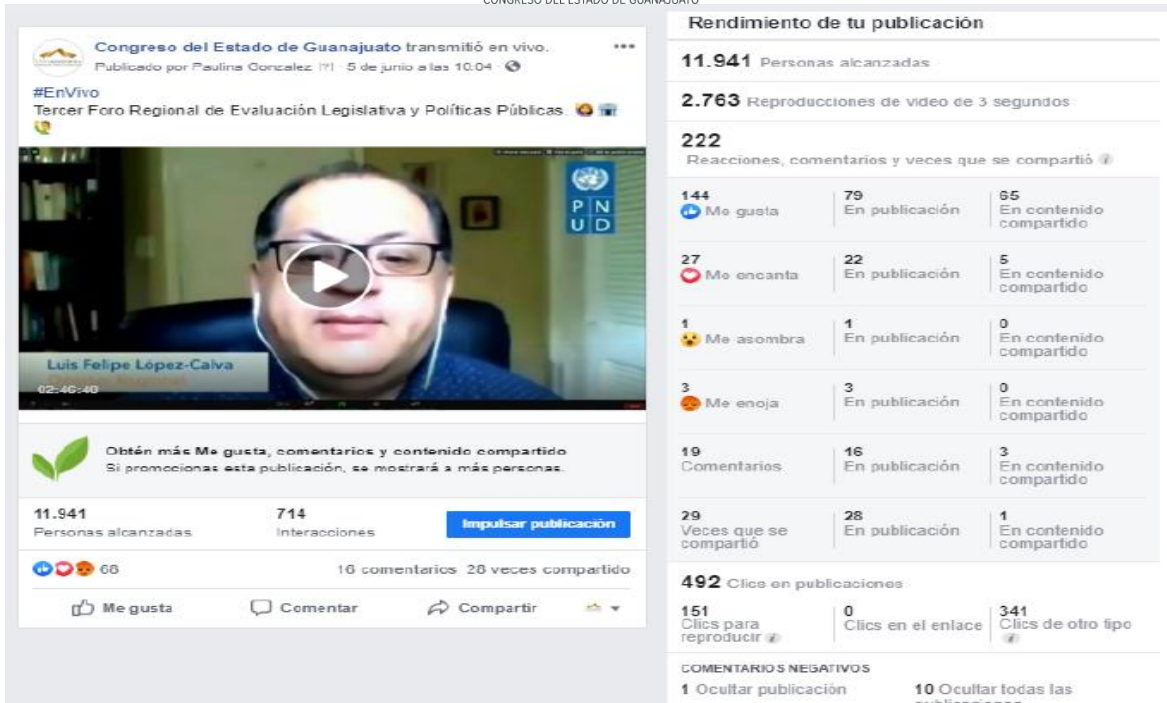 CONGRESO DEL ESTADO DE GUANAJUATO
Congreso del Estado de Guanajuato transmitió en vivo.
Publicado por Paulina Gonzalez [?] · 5 de junio a las 10:04 ·
#EnVivo
Tercer Foro Regional de Evaluación Legislativa y Políticas Públicas.
P N
U D
Luis Felipe López-Calva
02:46:40
Obtén más Me gusta, comentarios y contenido compartido
Si promocionas esta publicación, se mostrará a más personas.
11.941
Personas alcanzadas
714
Interacciones
Impulsar publicación
68
16 comentarios 28 veces compartido
Me gusta
Comentar
Compartir
Rendimiento de tu publicación
11.941 Personas alcanzadas
2.763 Reproducciones de video de 3 segundos
222
Reacciones, comentarios y veces que se compartió
144
Me gusta
79
En publicación
65
En contenido
compartido
27
Me encanta
22
En publicación
5
En contenido
compartido
1
Me asombra
1
En publicación
0
En contenido
compartido
3
Me enoja
3
En publicación
0
En contenido
compartido
19
Comentarios
16
En publicación
3
En contenido
compartido
29
Veces que se
compartió
28
En publicación
1
En contenido
compartido
492 Clics en publicaciones
151
Clics para
reproducir
0
Clics en el enlace
341
Clics de otro tipo
COMENTARIOS NEGATIVOS
1 Ocultar publicación
10 Ocultar todas las